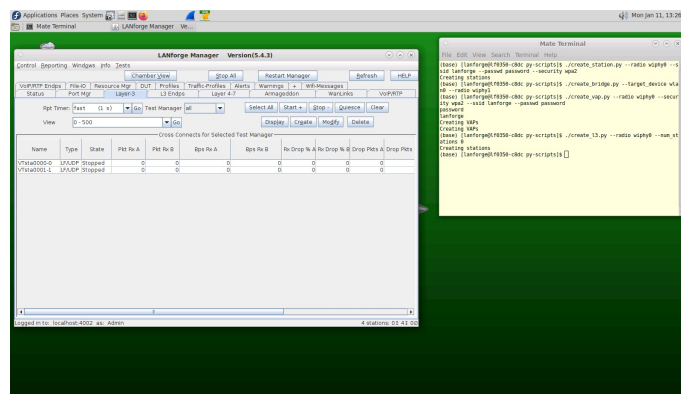 Applications Places System Mon Jan 11, 13:26
Mate Terminal LANforge Manager Ve...
LANforge Manager Version(5.4.3)
Control Reporting Windows Info Tests
Chamber View Stop All Restart Manager Refresh HELP
VoIP/RTP Endps File-IO Resource Mgr DUT Profiles Traffic-Profiles Alerts Warnings + Wifi-Messages
Status Port Mgr Layer-3 L3 Endps Layer 4-7 Armageddon WanLinks VoIP/RTP
Rpt Timer: fast (1 s) Go Test Manager all Select All Start + Stop - Quiesce Clear
View 0 - 500 Go Display Create Modify Delete
Cross Connects for Selected Test Manager
Name Type State Pkt Rx A Pkt Rx B Bps Rx A Bps Rx B Rx Drop % A Rx Drop % B Drop Pkts A Drop Pkts
VTsta0000-0 LF/UDP Stopped 0 0 0 0 0 0 0
VTsta0001-1 LF/UDP Stopped 0 0 0 0 0 0 0
Logged in to: localhost:4002 as: Admin 4 stations:
Mate Terminal
File Edit View Search Terminal Help
(base) [lanforge@lf0350-c8dc py-scripts]$ ./create_station.py --radio wiphy0 --s
sid lanforge --passwd password --security wpa2
Creating stations
(base) [lanforge@lf0350-c8dc py-scripts]$ ./create_bridge.py --target_device wla
n0 --radio wiphy1
(base) [lanforge@lf0350-c8dc py-scripts]$ ./create_vap.py --radio wiphy0 --secur
ity wpa2 --ssid lanforge --passwd password
password
lanforge
Creating VAPs
Creating VAPs
(base) [lanforge@lf0350-c8dc py-scripts]$ ./create_l3.py --radio wiphy0 --num_st
ations 0
Creating stations
(base) [lanforge@lf0350-c8dc py-scripts]$